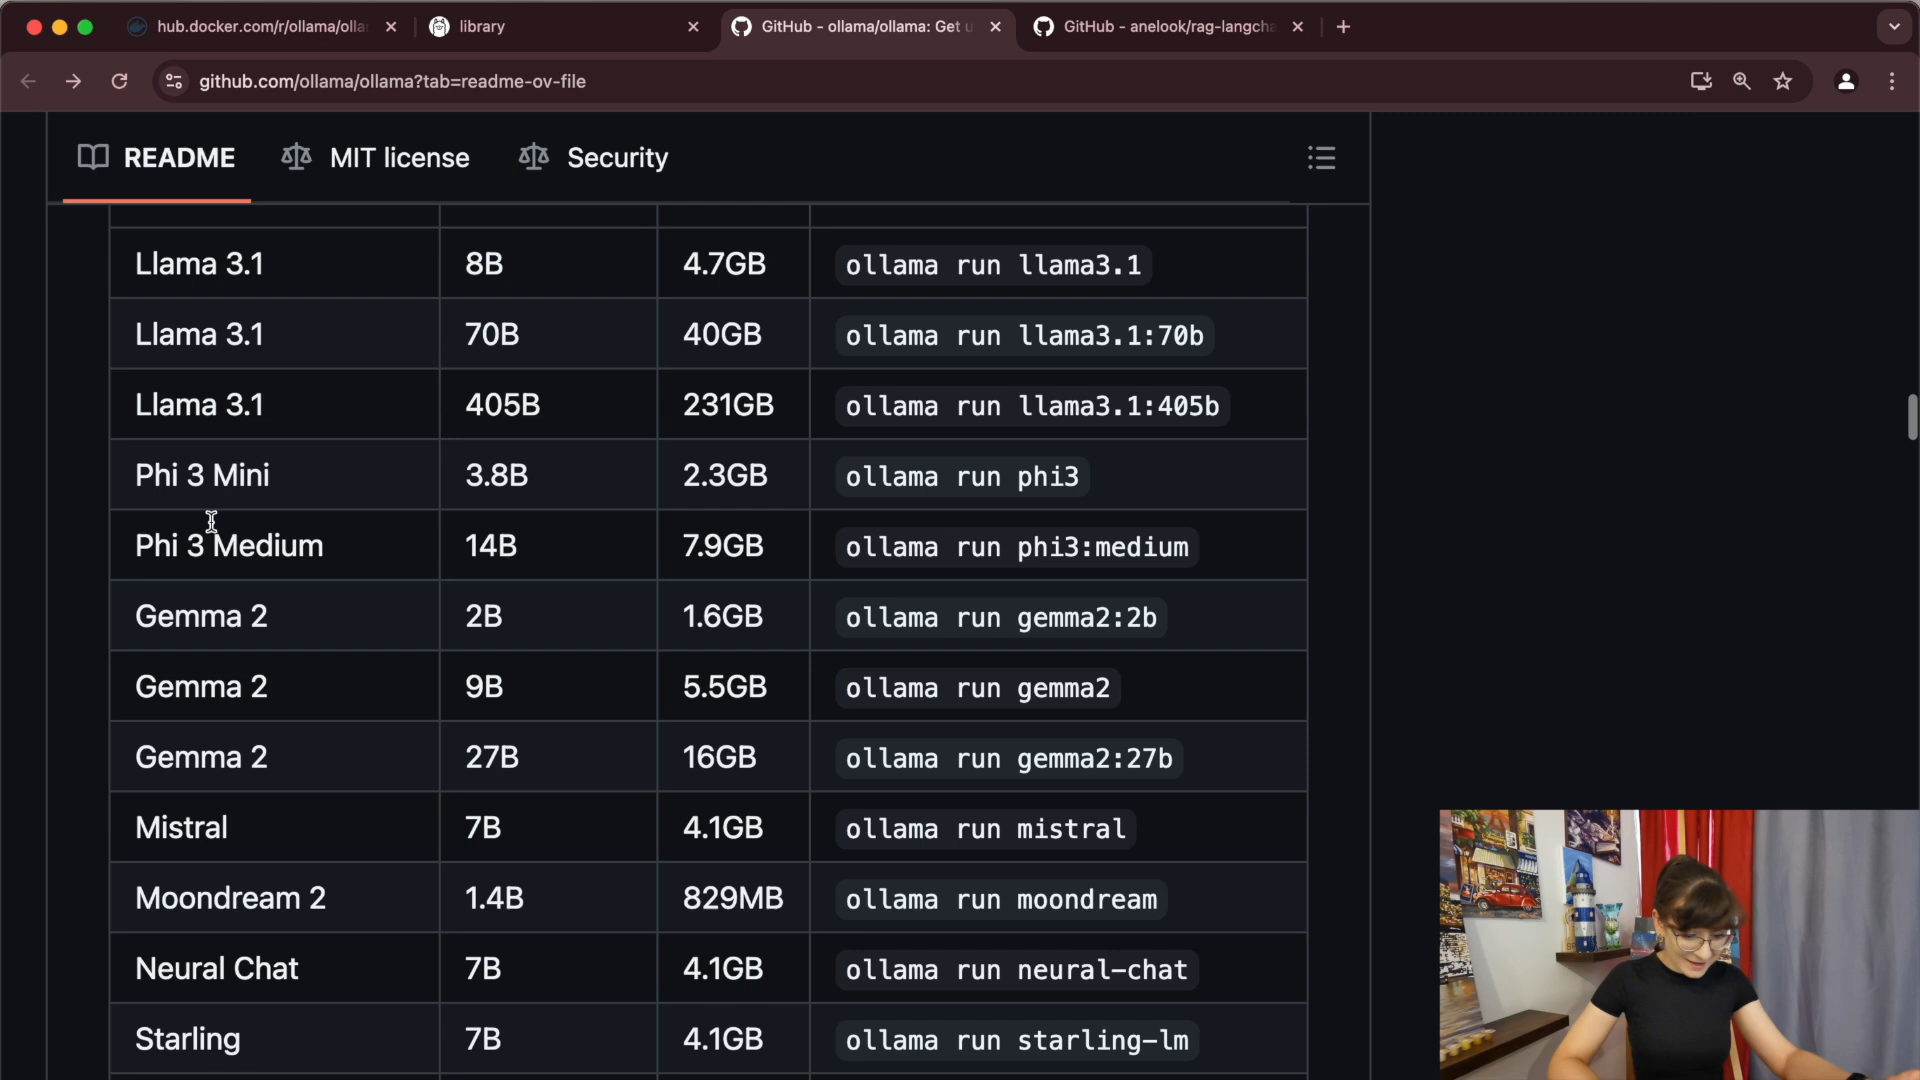 hub.docker.com/r/ollama/olla
library
GitHub - ollama/ollama: Get u
GitHub - anelook/rag-langcha
github.com/ollama/ollama?tab=readme-ov-file
README
MIT license
Security
Llama 3.1 8B 4.7GB ollama run llama3.1
Llama 3.1 70B 40GB ollama run llama3.1:70b
Llama 3.1 405B 231GB ollama run llama3.1:405b
Phi 3 Mini 3.8B 2.3GB ollama run phi3
Phi 3 Medium 14B 7.9GB ollama run phi3:medium
Gemma 2 2B 1.6GB ollama run gemma2:2b
Gemma 2 9B 5.5GB ollama run gemma2
Gemma 2 27B 16GB ollama run gemma2:27b
Mistral 7B 4.1GB ollama run mistral
Moondream 2 1.4B 829MB ollama run moondream
Neural Chat 7B 4.1GB ollama run neural-chat
Starling 7B 4.1GB ollama run starling-lm